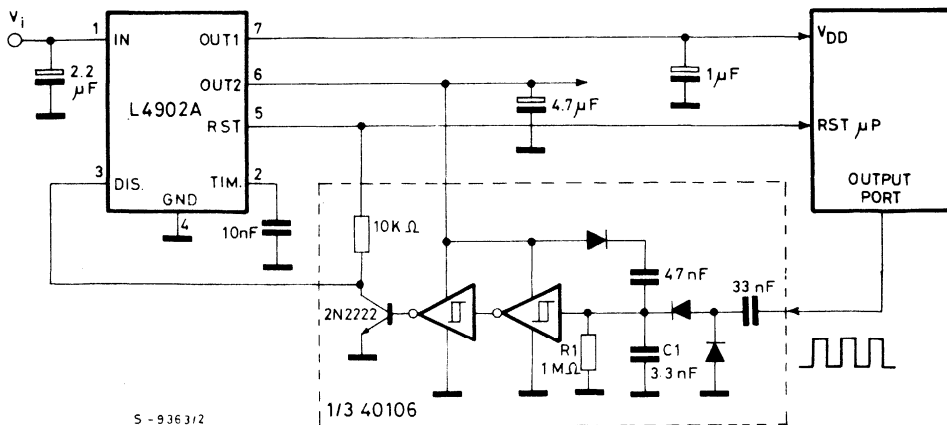 Vi
1
IN
OUT1
7
VDD
2.2
µF
OUT2
6
4.7µF
1µF
L4902A
RST
5
RST µP
3
DIS.
TIM.
2
GND
4
OUTPUT
PORT
10nF
10KΩ
47 nF
33 nF
2N2222
R1
1MΩ
C1
3.3 nF
1/3 40106
S-9363/2